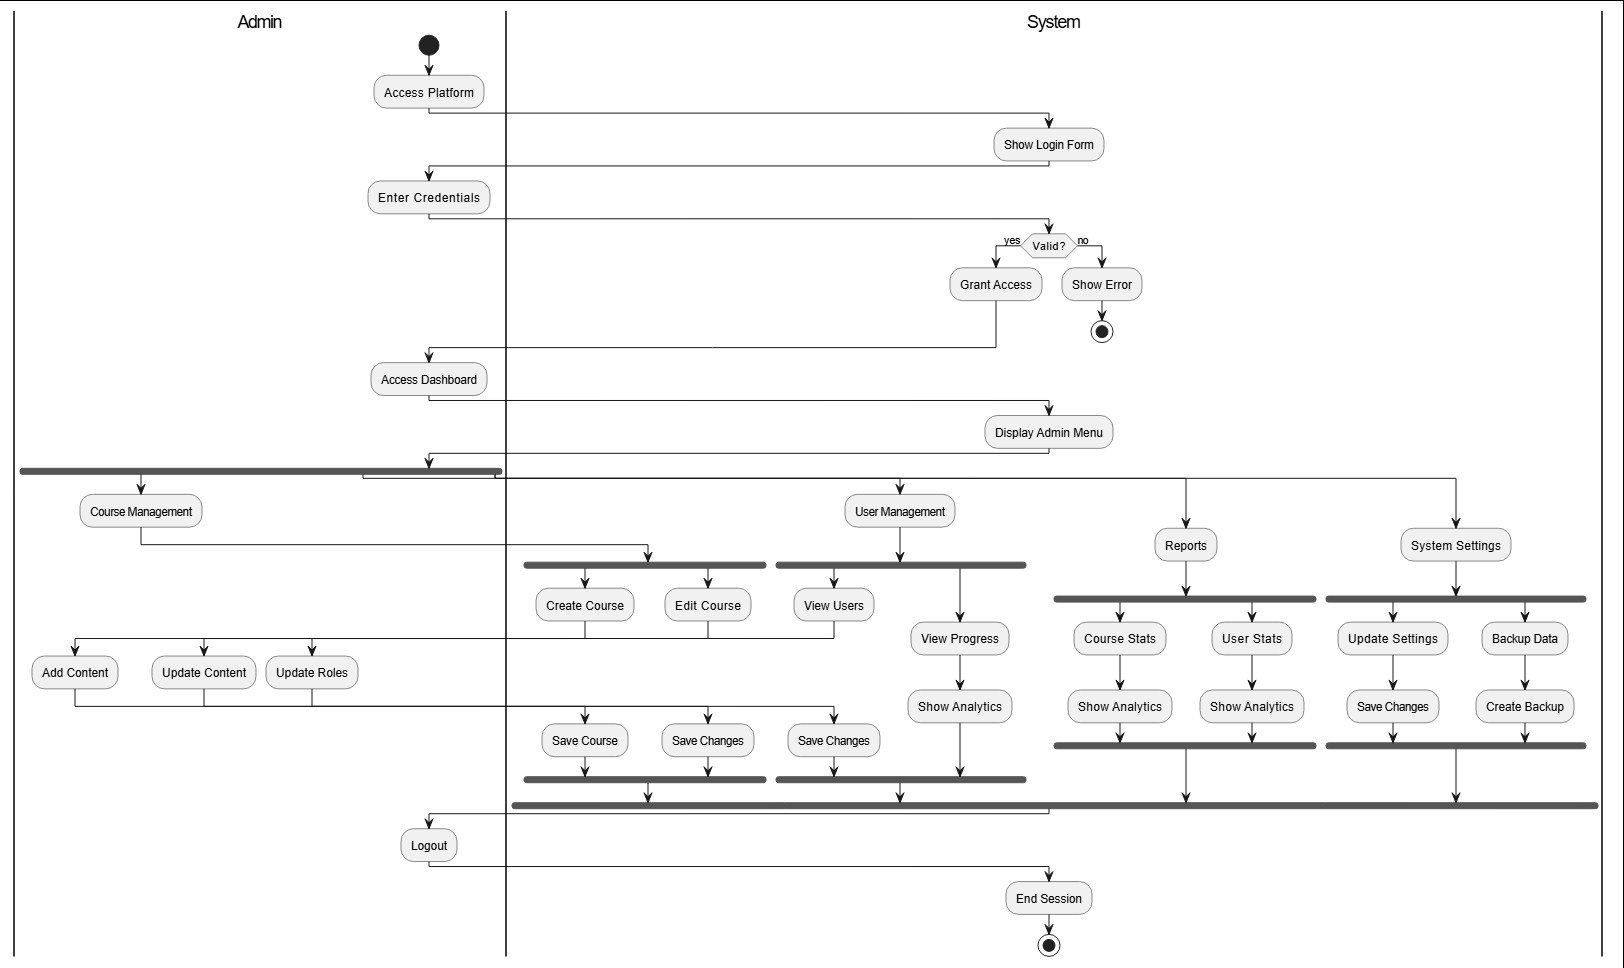 Admin
System
Access Platform
Show Login Form
Enter Credentials
yes
Valid?
no
Grant Access
Show Error
Access Dashboard
Display Admin Menu
Course Management
User Management
Reports
System Settings
Create Course
Edit Course
View Users
View Progress
Course Stats
User Stats
Update Settings
Backup Data
Add Content
Update Content
Update Roles
Show Analytics
Show Analytics
Show Analytics
Save Changes
Create Backup
Save Course
Save Changes
Save Changes
Logout
End Session